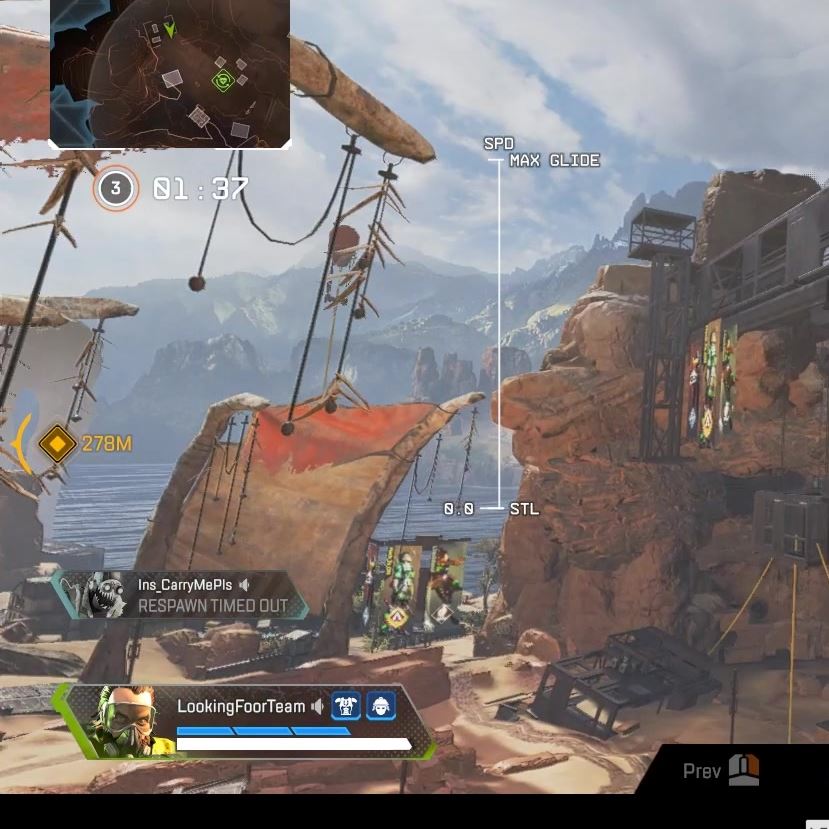 SPD
MAX GLIDE
3 01:37
278M
0.0 STL
Ins_CarryMePls
RESPAWN TIMED OUT
LookingFoorTeam
Prev